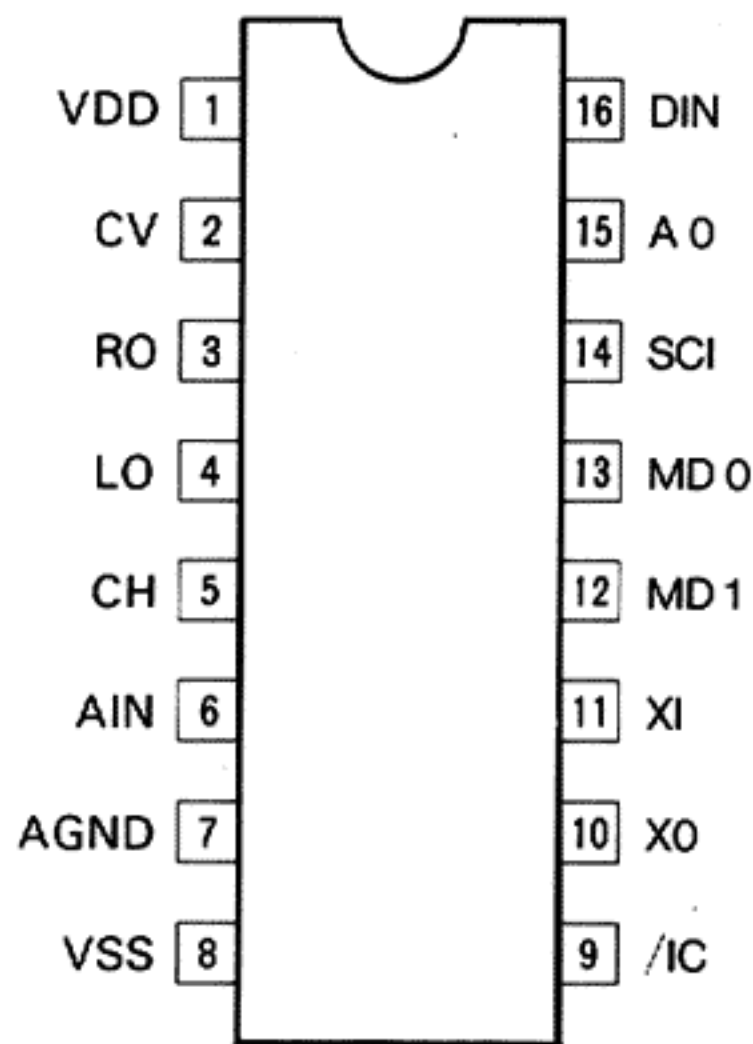 VDD 1 16 DIN
CV 2 15 A0
RO 3 14 SCI
LO 4 13 MD0
CH 5 12 MD1
AIN 6 11 XI
AGND 7 10 X0
VSS 8 9 /IC